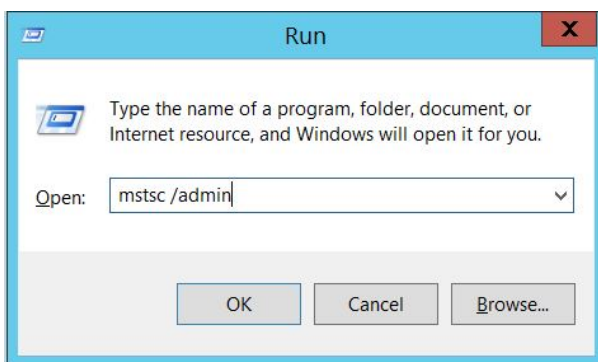 Run
X
Type the name of a program, folder, document, or
Internet resource, and Windows will open it for you.
Open: mstsc /admin
OK Cancel Browse...